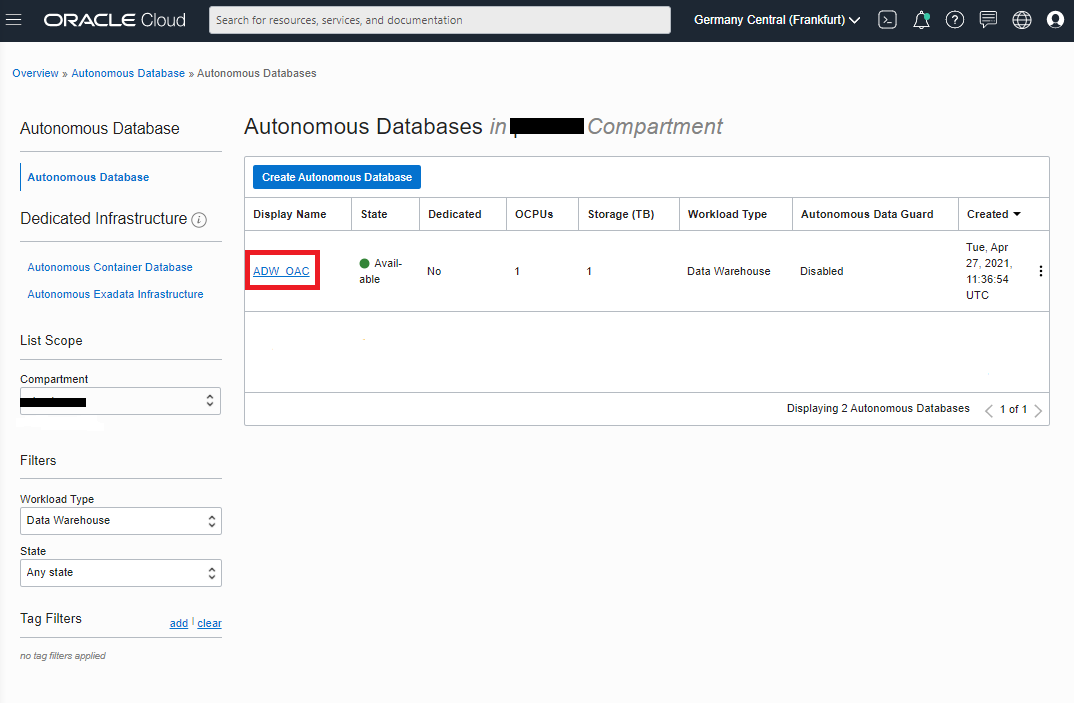 ORACLE Cloud
Search for resources, services, and documentation
Germany Central (Frankfurt)
Overview » Autonomous Database » Autonomous Databases
Autonomous Database
Autonomous Database
Dedicated Infrastructure
Autonomous Container Database
Autonomous Exadata Infrastructure
List Scope
Compartment
Filters
Workload Type
Data Warehouse
State
Any state
Tag Filters
add | clear
no tag filters applied
Autonomous Databases in Compartment
Create Autonomous Database
Display Name State Dedicated OCPUs Storage (TB) Workload Type Autonomous Data Guard Created
ADW_OAC
Avail-
able
No
1
1
Data Warehouse
Disabled
Tue, Apr
27, 2021,
11:36:54
UTC
Displaying 2 Autonomous Databases
1 of 1